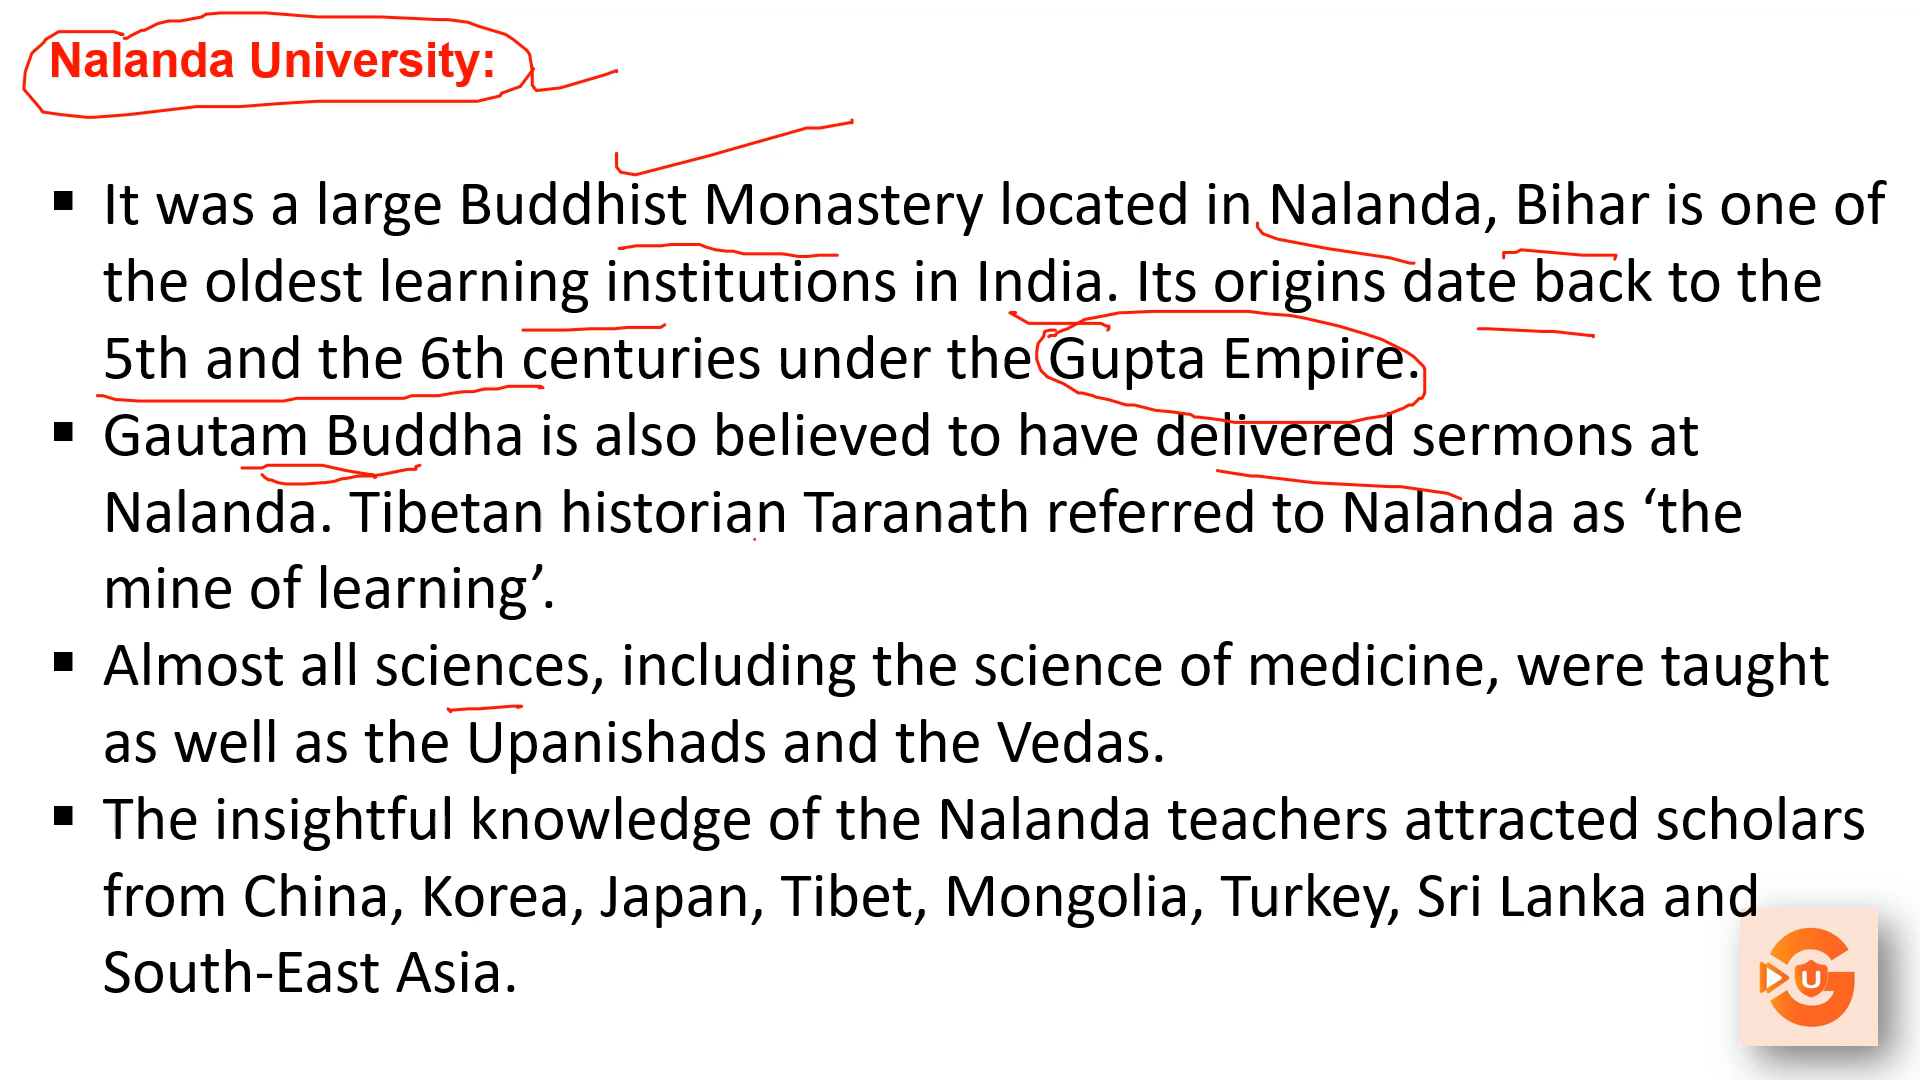 Nalanda University:
▪ It was a large Buddhist Monastery located in Nalanda, Bihar is one of
the oldest learning institutions in India. Its origins date back to the
5th and the 6th centuries under the Gupta Empire.
▪ Gautam Buddha is also believed to have delivered sermons at
Nalanda. Tibetan historian Taranath referred to Nalanda as ‘the
mine of learning’.
▪ Almost all sciences, including the science of medicine, were taught
as well as the Upanishads and the Vedas.
▪ The insightful knowledge of the Nalanda teachers attracted scholars
from China, Korea, Japan, Tibet, Mongolia, Turkey, Sri Lanka and
South-East Asia.
G U